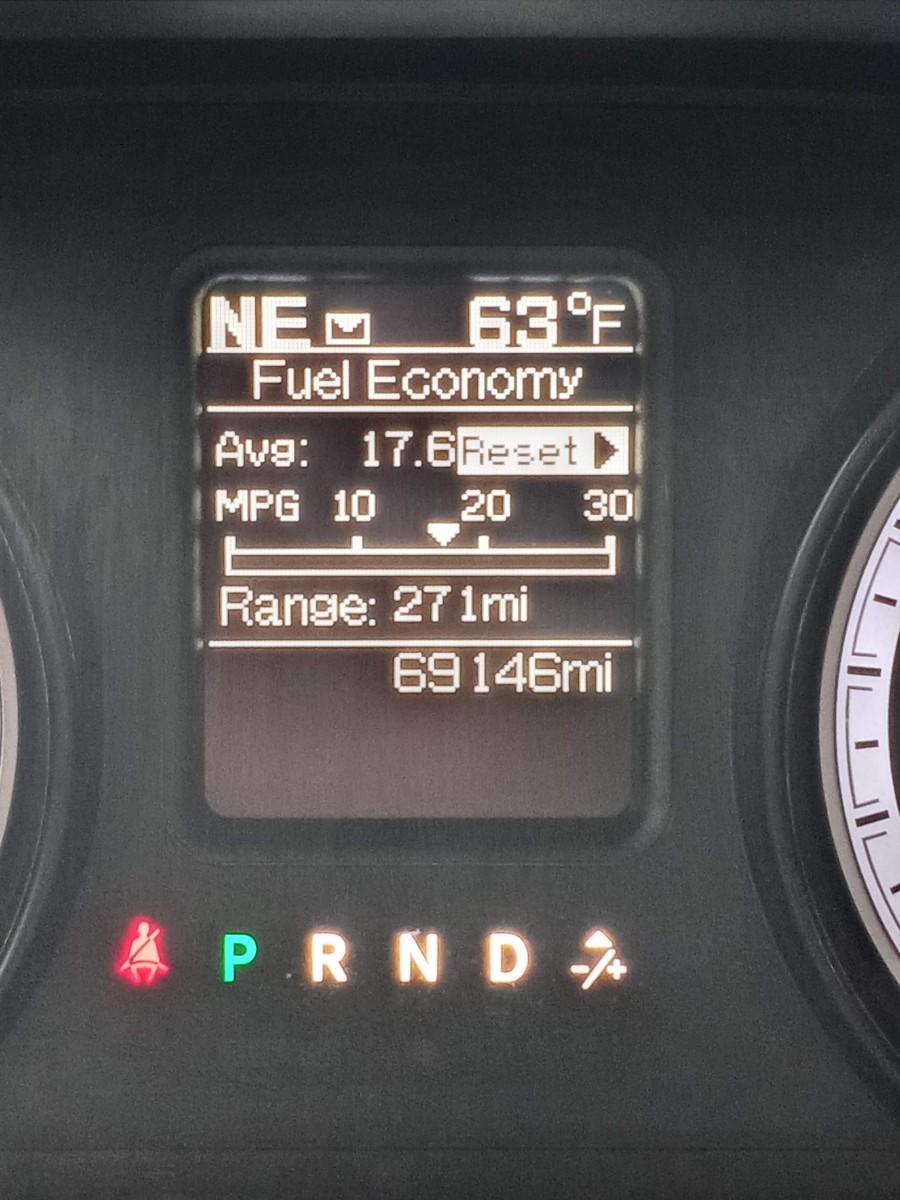 NE 63°F
Fuel Economy
Avg: 17.6 Reset
MPG 10 20 30
Range: 271mi
69146mi
P R N D -/+